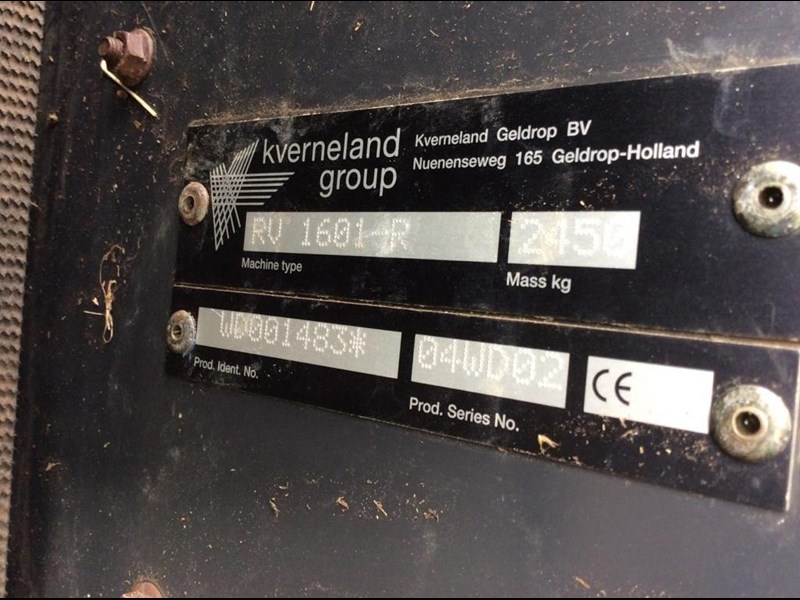 kverneland
group
Kverneland Geldrop BV
Nuenenseweg 165 Geldrop-Holland
RV 1601-R
2450
Machine type
Mass kg
WD001483*
04WD02
CE
Prod. Ident. No.
Prod. Series No.